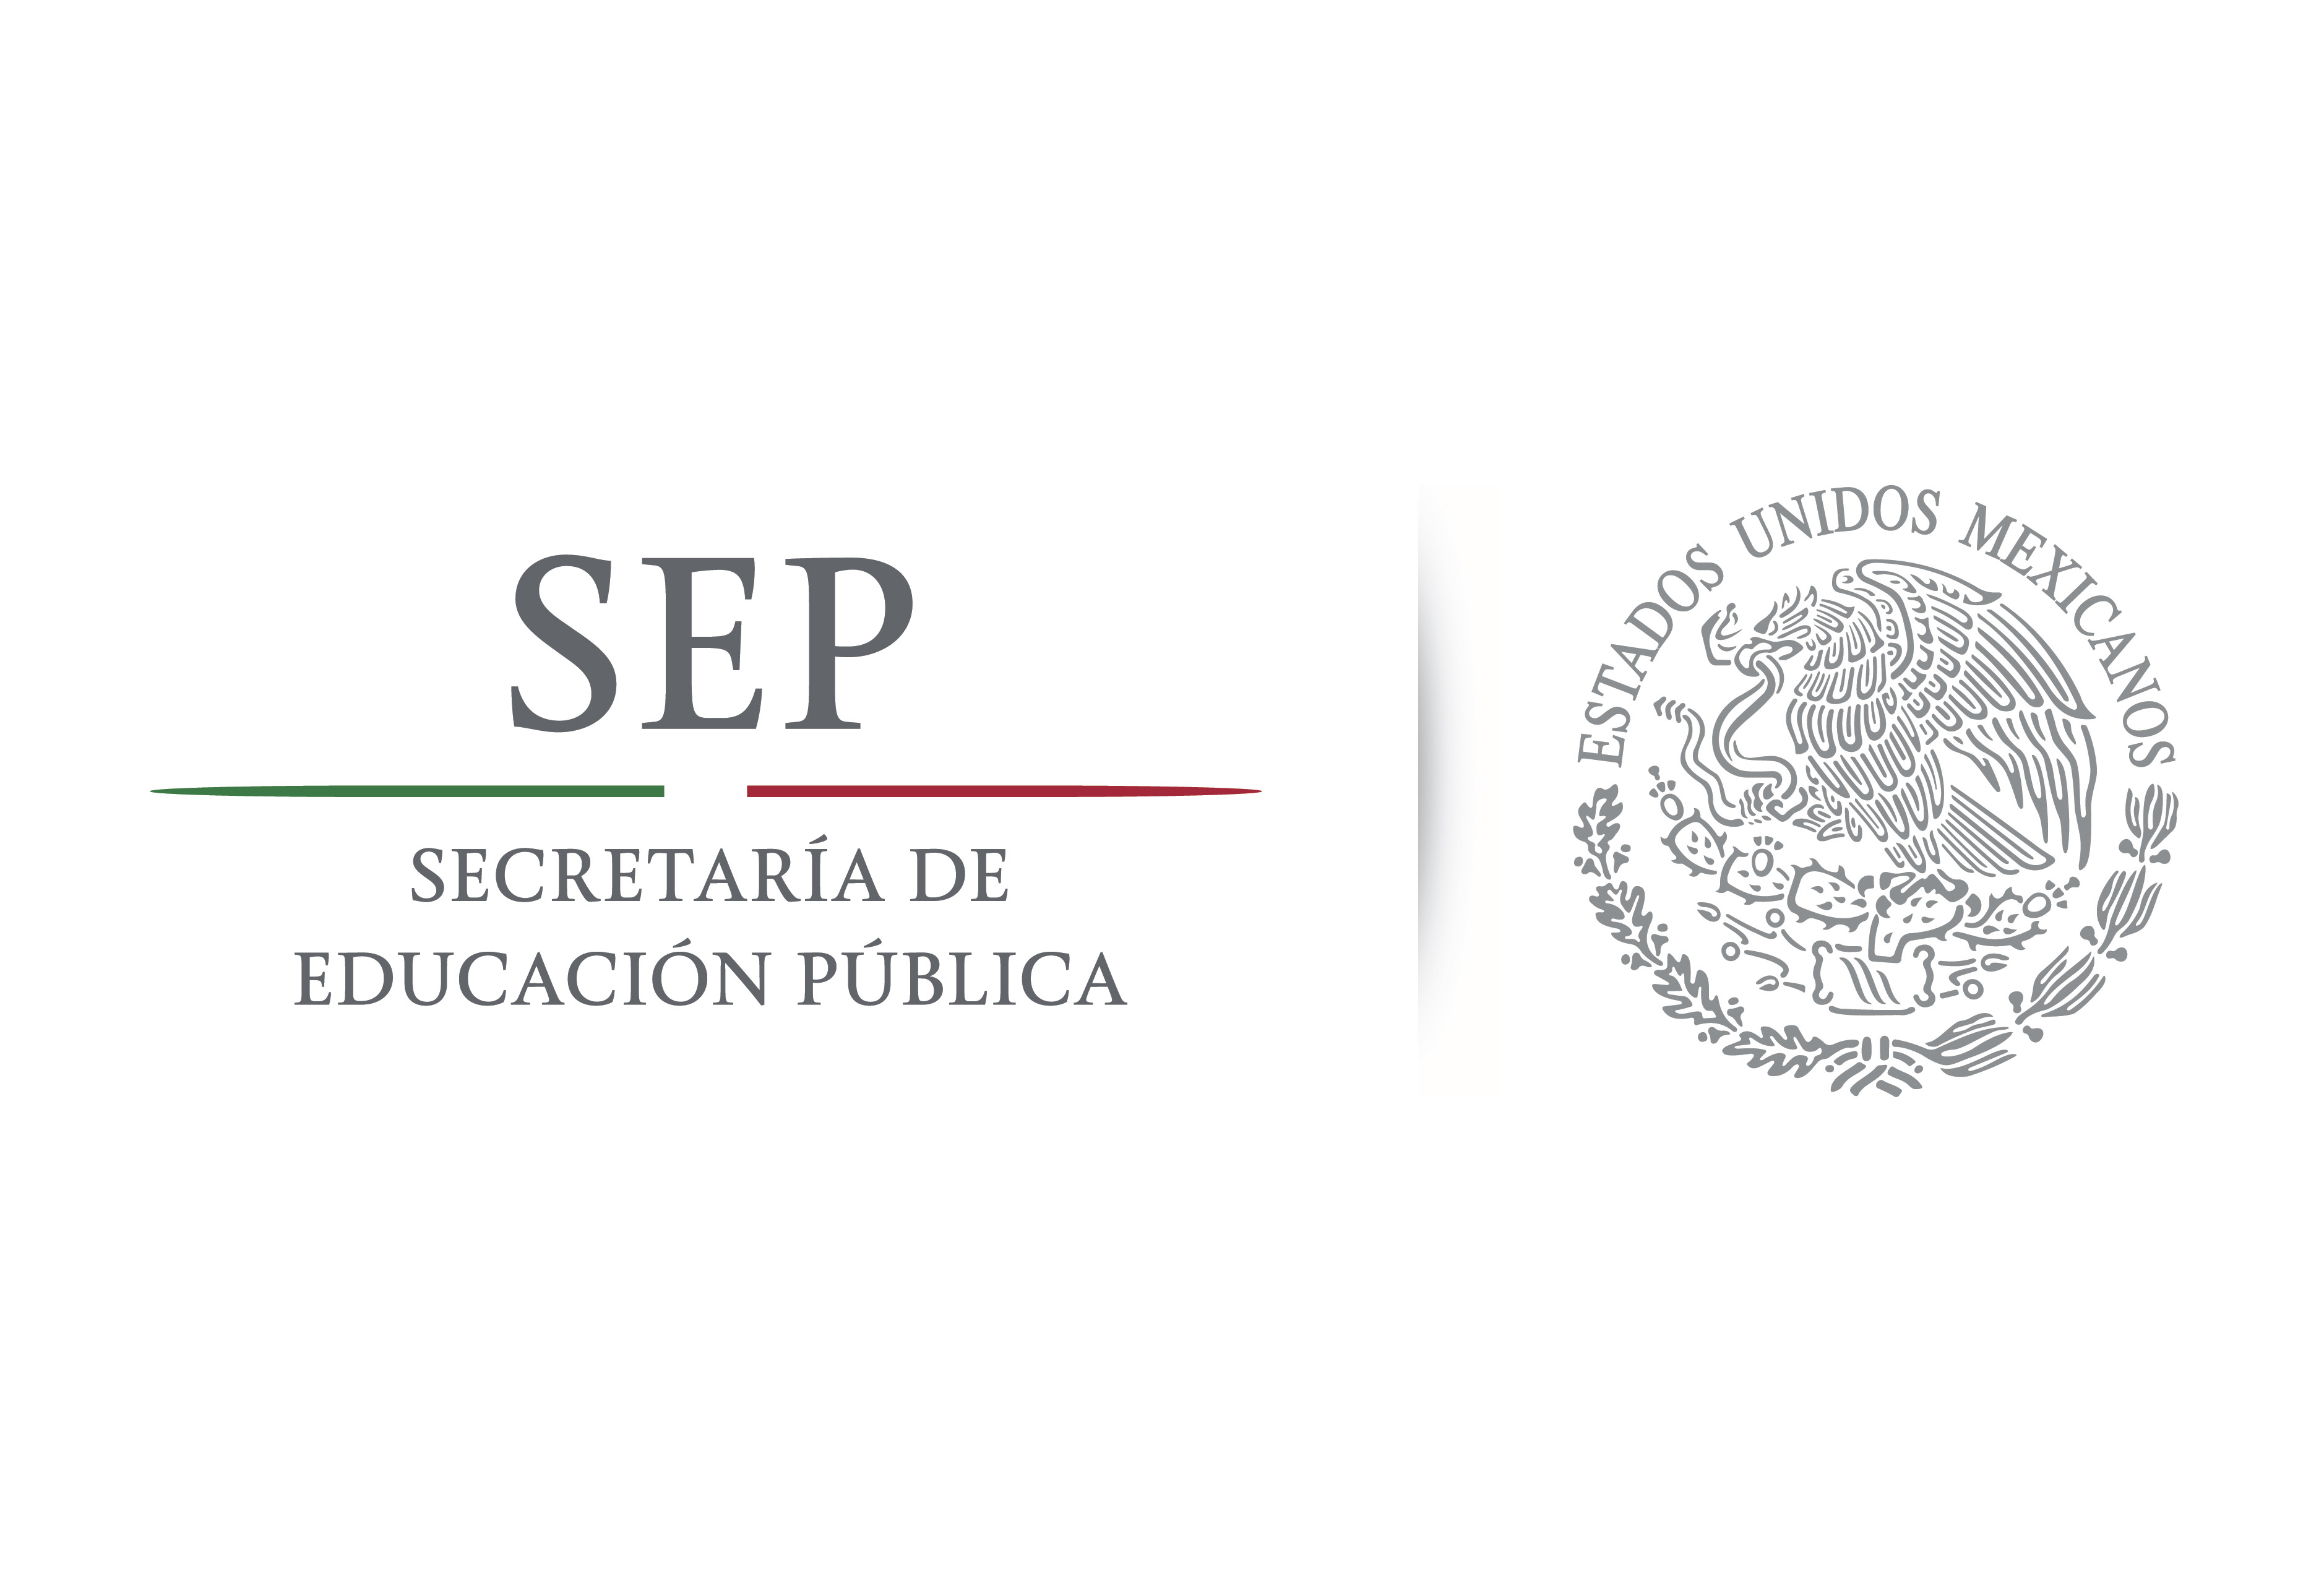 SEP
SECRETARÍA DE
EDUCACIÓN PÚBLICA
ESTADOS UNIDOS MEXICANOS